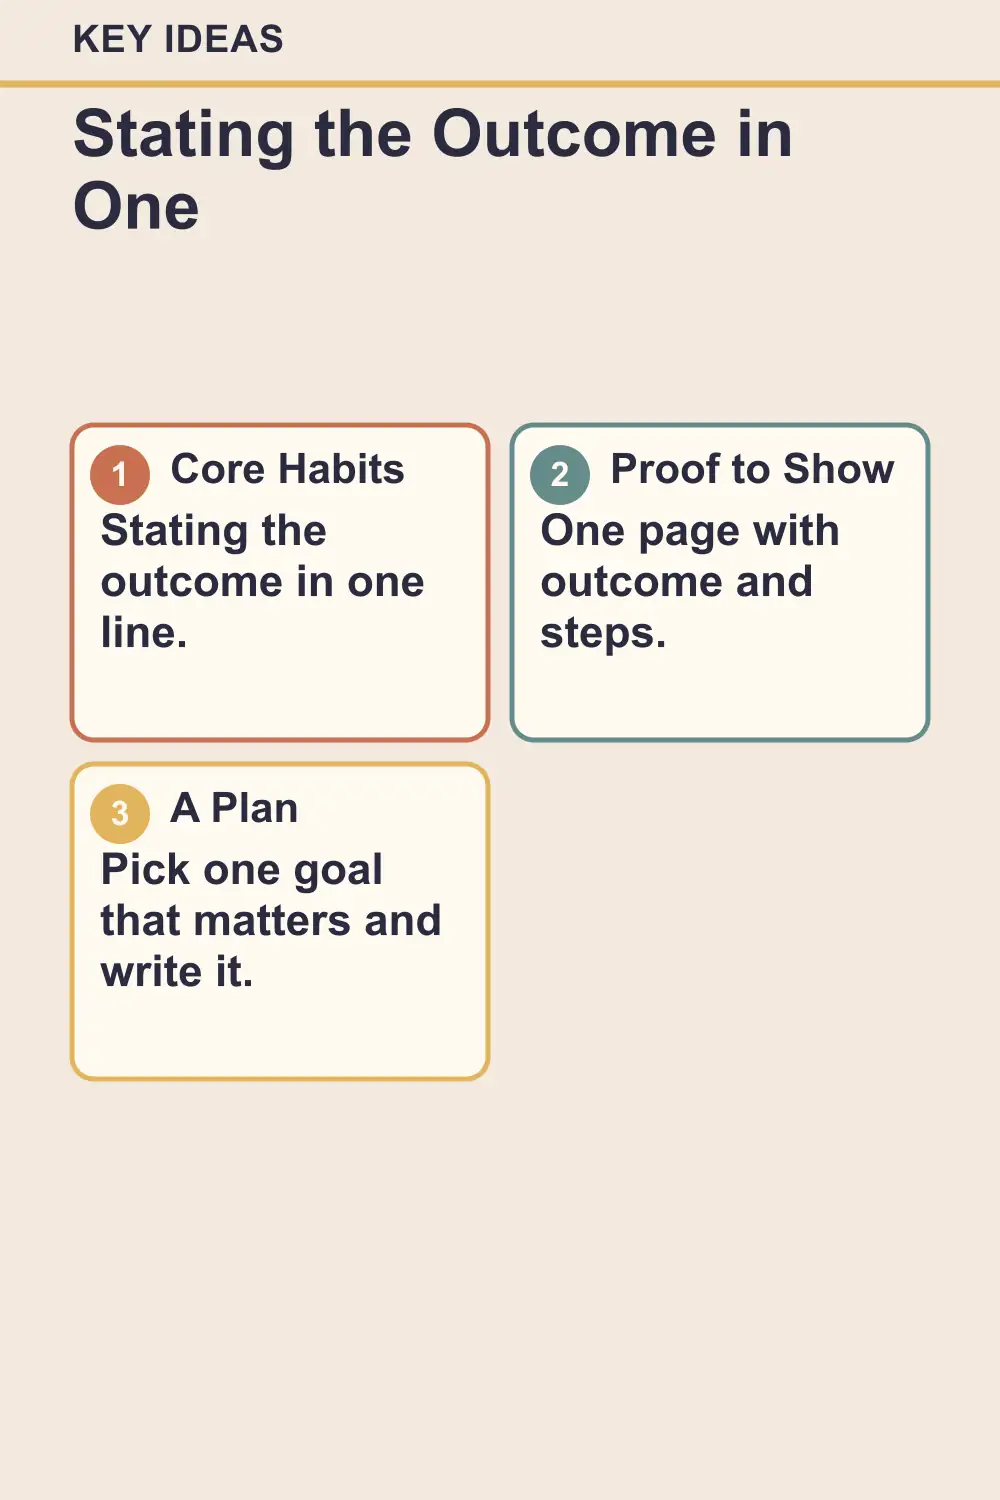 KEY IDEAS
Stating the Outcome in
One
1 Core Habits
Stating the
outcome in one
line.
2 Proof to Show
One page with
outcome and
steps.
3 A Plan
Pick one goal
that matters and
write it.